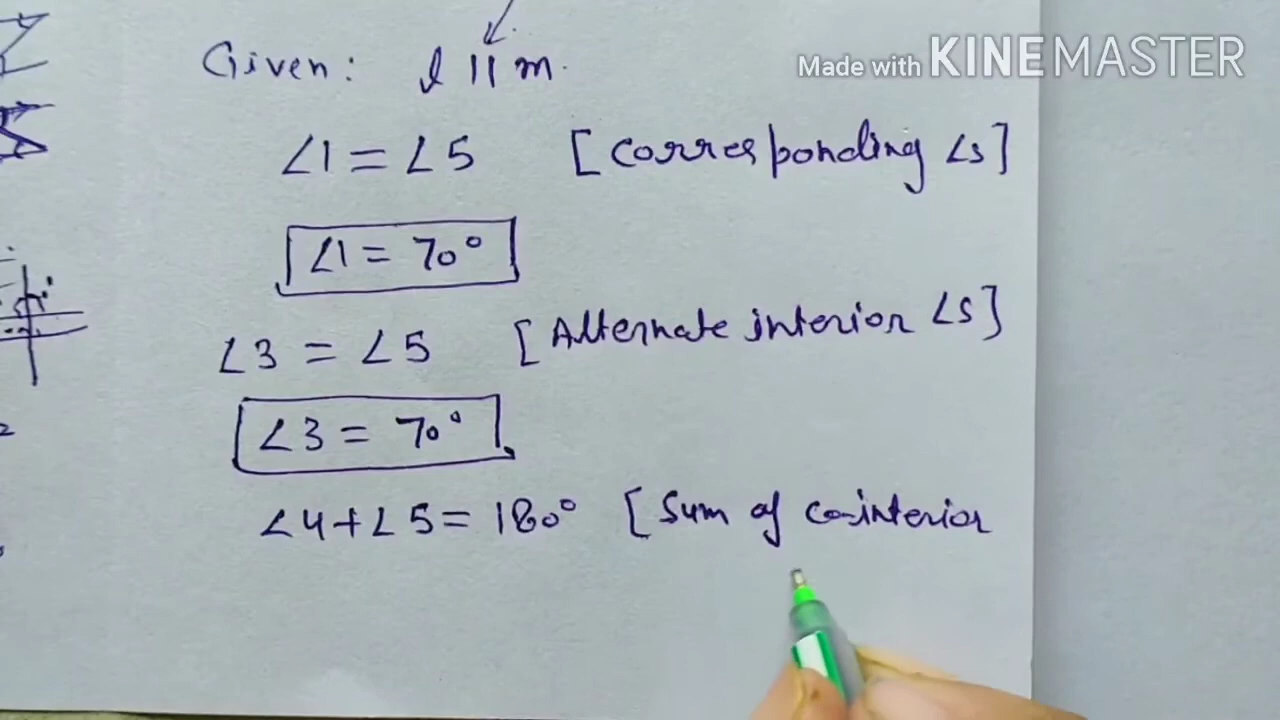 Made with KINEMASTER
Given: l || m.
∠1 = ∠5 [Corresponding ∠s]
∠1 = 70°
∠3 = ∠5 [Alternate interior ∠s]
∠3 = 70°
∠4+∠5= 180° [Sum of co-interior